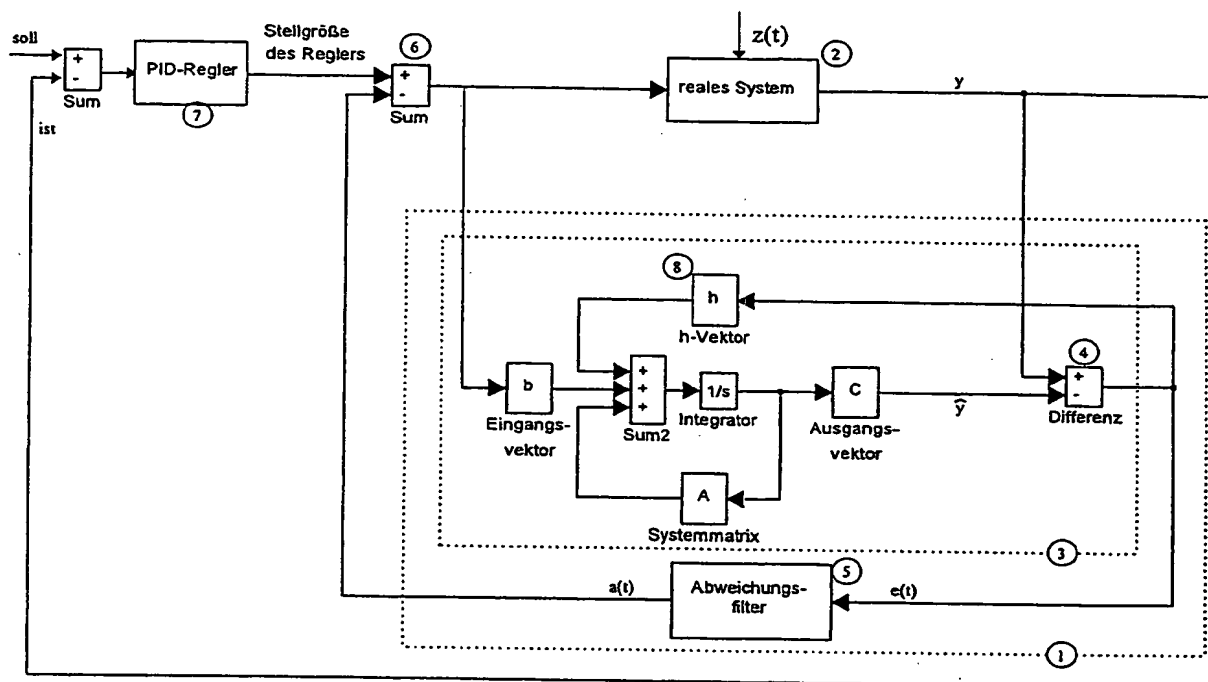 soll
+
-
Sum
ist
PID-Regler
7
Stellgröße
des Reglers
6
+
-
Sum
z(t)
2
reales System
y
8
h
h-Vektor
b
Eingangs-
vektor
+
+
+
Sum2
1/s
Integrator
C
Ausgangs-
vektor
ŷ
4
+
-
Differenz
A
Systemmatrix
3
a(t)
5
Abweichungs-
filter
e(t)
1